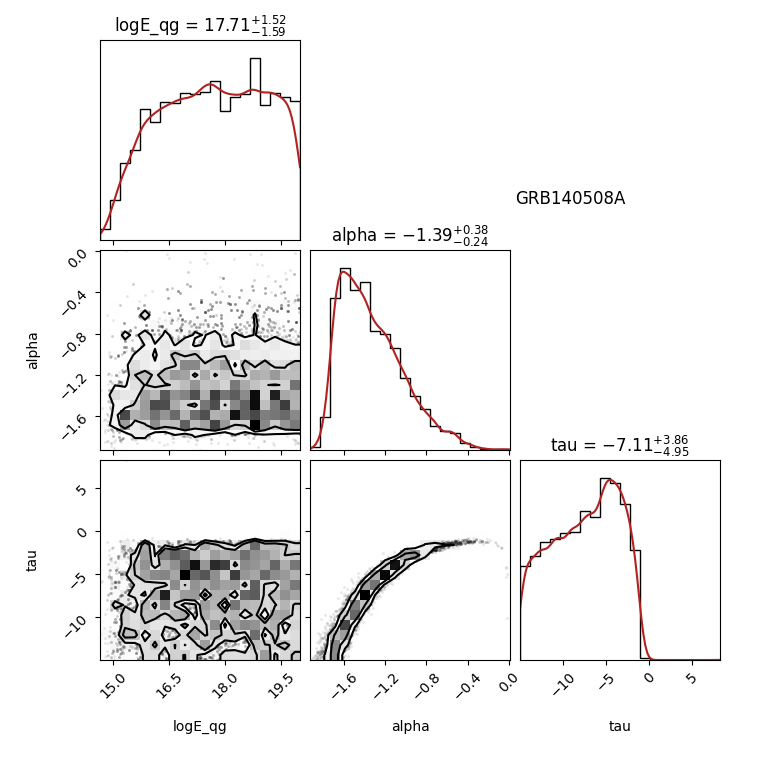 logE_qg = 17.71$^{+1.52}_{-1.59}$
GRB140508A
alpha = −1.39$^{+0.38}_{-0.24}$
0.0
−0.4
−0.8
−1.2
−1.6
alpha
tau = −7.11$^{+3.86}_{-4.95}$
5
0
−5
−10
tau
15.0 16.5 18.0 19.5 −1.6 −1.2 −0.8 −0.4 0.0 −10 −5 0 5
logE_qg alpha tau